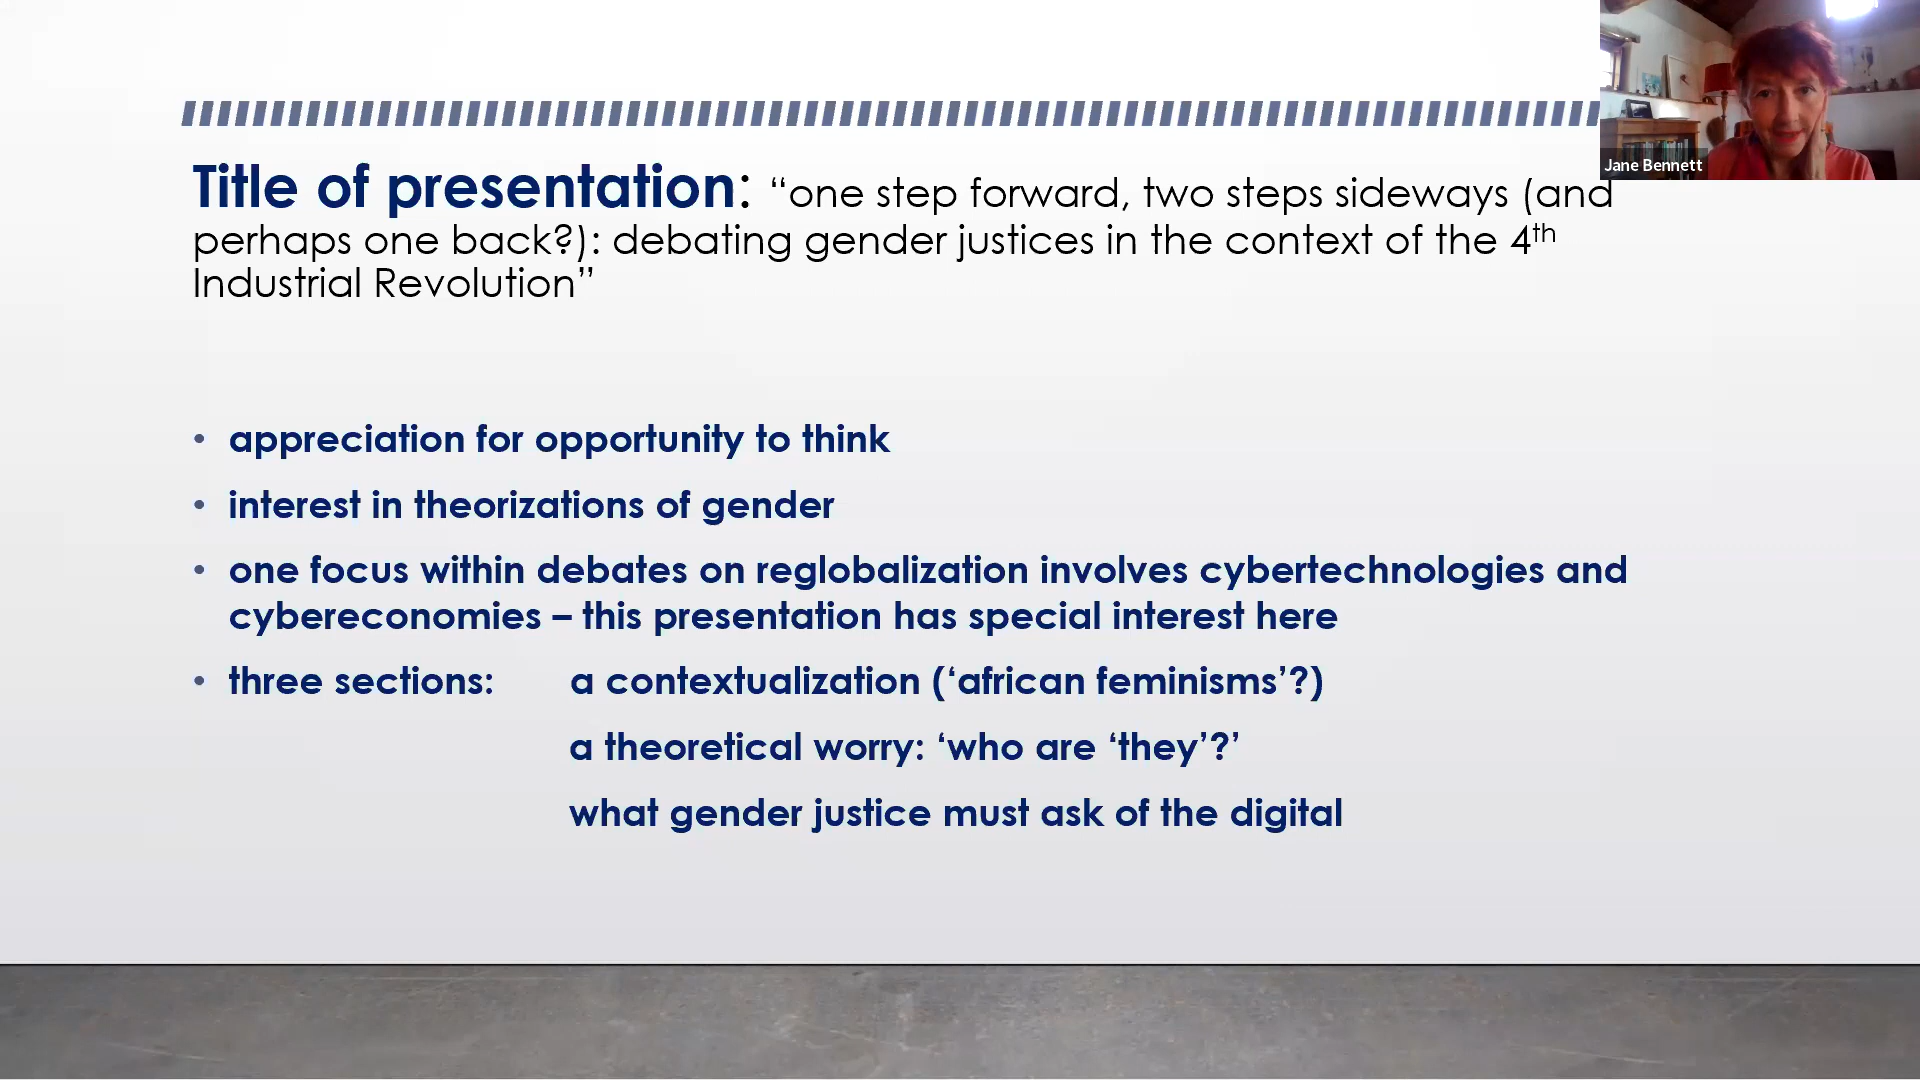 Jane Bennett
Title of presentation: “one step forward, two steps sideways (and
perhaps one back?): debating gender justices in the context of the 4th
Industrial Revolution”
• appreciation for opportunity to think
• interest in theorizations of gender
• one focus within debates on reglobalization involves cybertechnologies and
cybereconomies – this presentation has special interest here
• three sections: a contextualization (‘african feminisms’?)
a theoretical worry: ‘who are ‘they’?’
what gender justice must ask of the digital